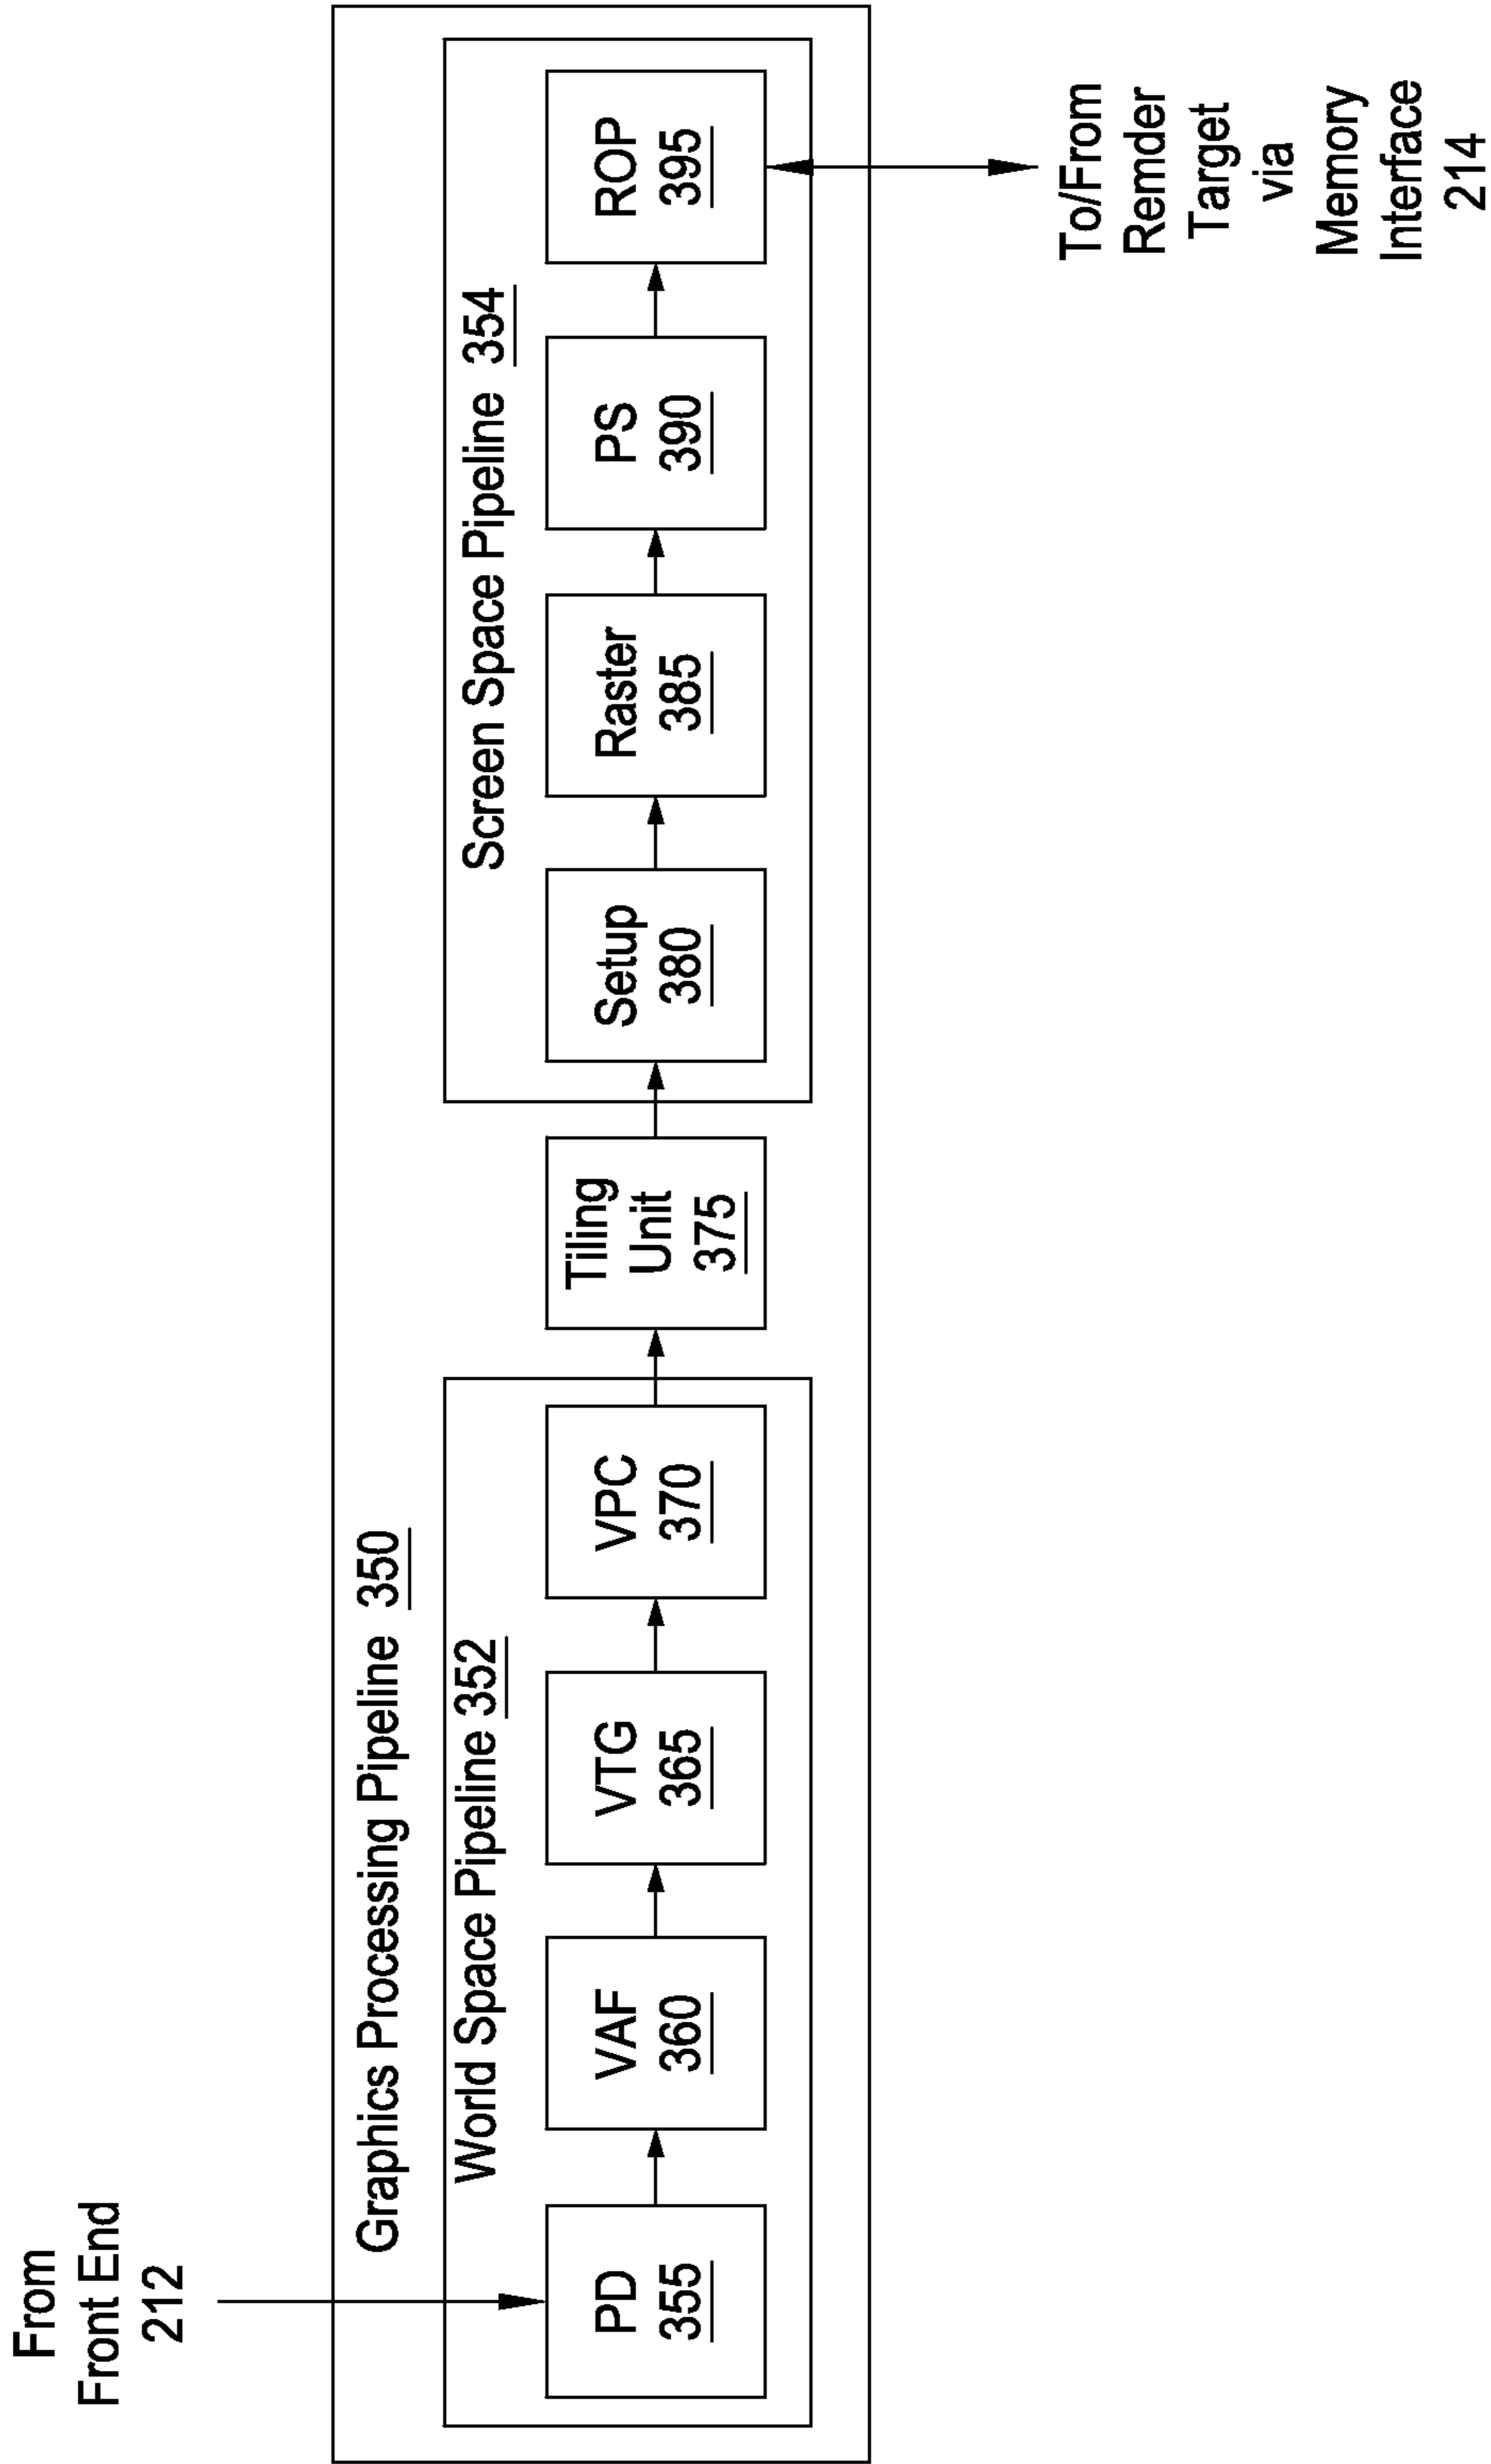 From
Front End
212
Graphics Processing Pipeline 350
World Space Pipeline 352
PD
355
VAF
360
VTG
365
VPC
370
Tiling
Unit
375
Screen Space Pipeline 354
Setup
380
Raster
385
PS
390
ROP
395
To/From
Remder
Target
via
Memory
Interface
214